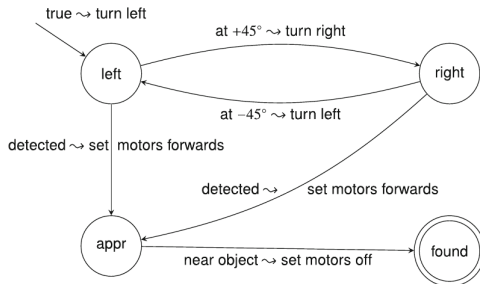 true ⤳ turn left
at +45° ⤳ turn right
left
right
at −45° ⤳ turn left
detected ⤳ set motors forwards
detected ⤳ set motors forwards
appr
found
near object ⤳ set motors off